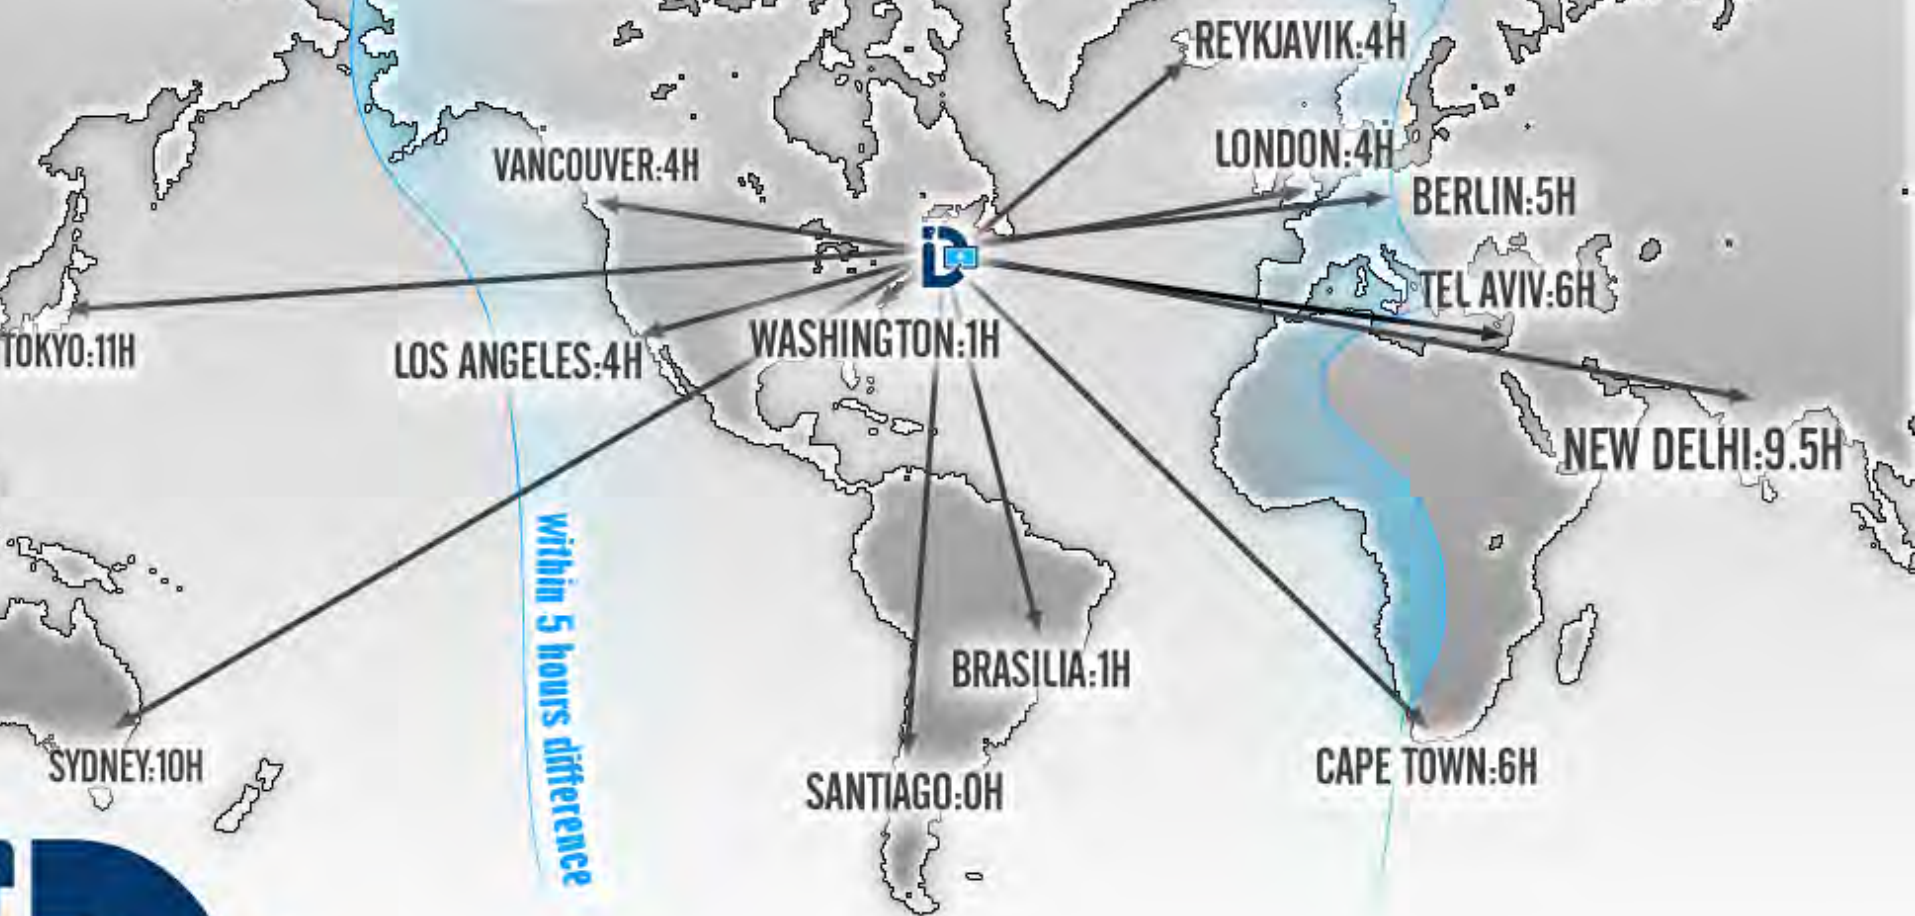 REYKJAVIK:4H
LONDON:4H
VANCOUVER:4H
BERLIN:5H
iD
TEL AVIV:6H
TOKYO:11H
LOS ANGELES:4H
WASHINGTON:1H
NEW DELHI:9.5H
Within 5 hours difference
BRASILIA:1H
SYDNEY:10H
SANTIAGO:0H
CAPE TOWN:6H